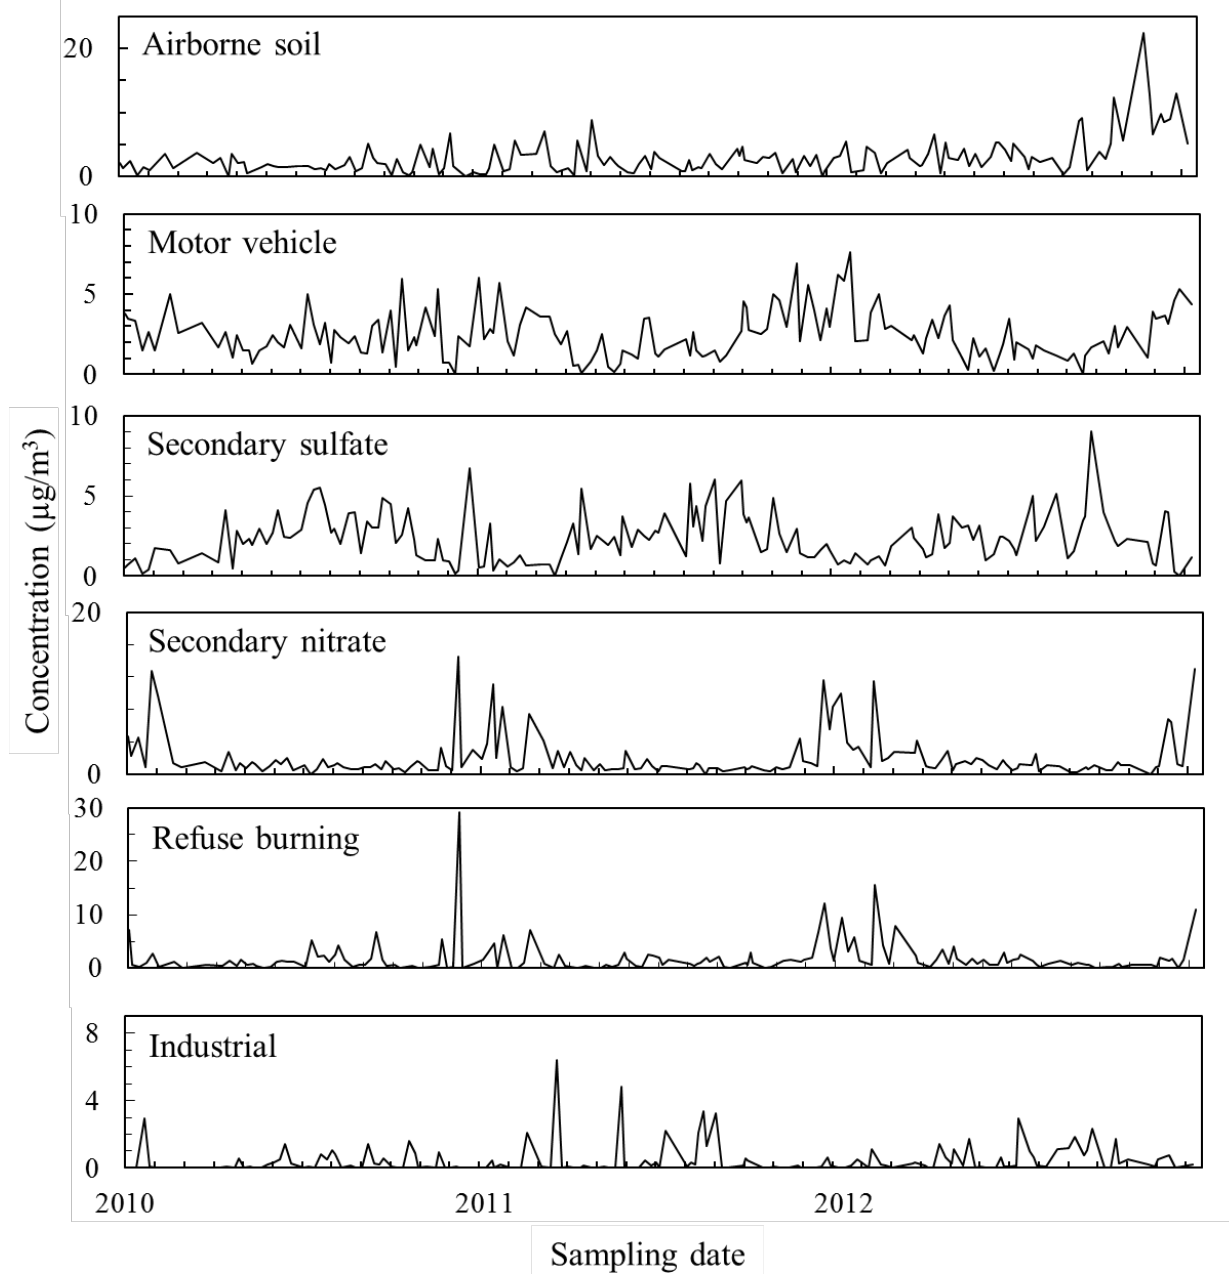 Airborne soil
20
0
Motor vehicle
10
5
0
Secondary sulfate
10
5
0
Secondary nitrate
20
0
Refuse burning
30
20
10
0
Industrial
8
4
0
2010 2011 2012
Concentration (µg/m³)
Sampling date